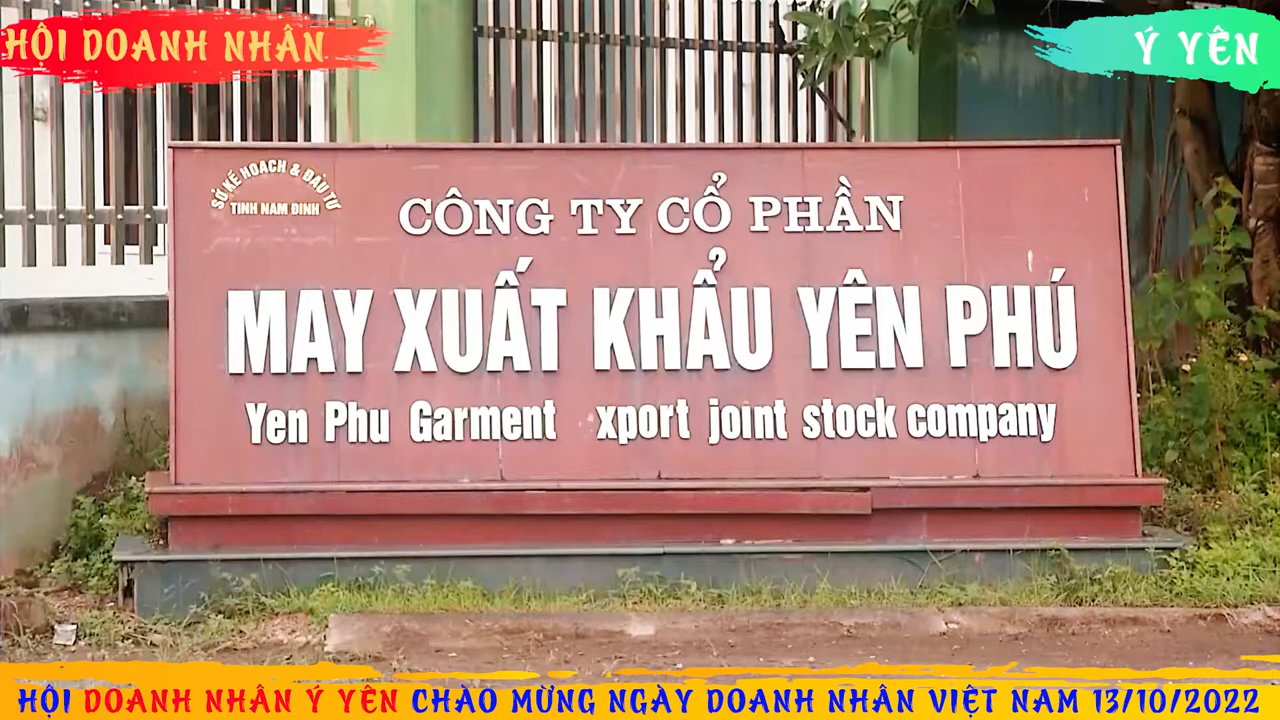 HỘI DOANH NHÂN
Ý YÊN
SỞ KẾ HOẠCH & ĐẦU TƯ
TỈNH NAM ĐỊNH
CÔNG TY CỔ PHẦN
MAY XUẤT KHẨU YÊN PHÚ
Yen Phu Garment xport joint stock company
HỘI DOANH NHÂN Ý YÊN CHÀO MỪNG NGÀY DOANH NHÂN VIỆT NAM 13/10/2022